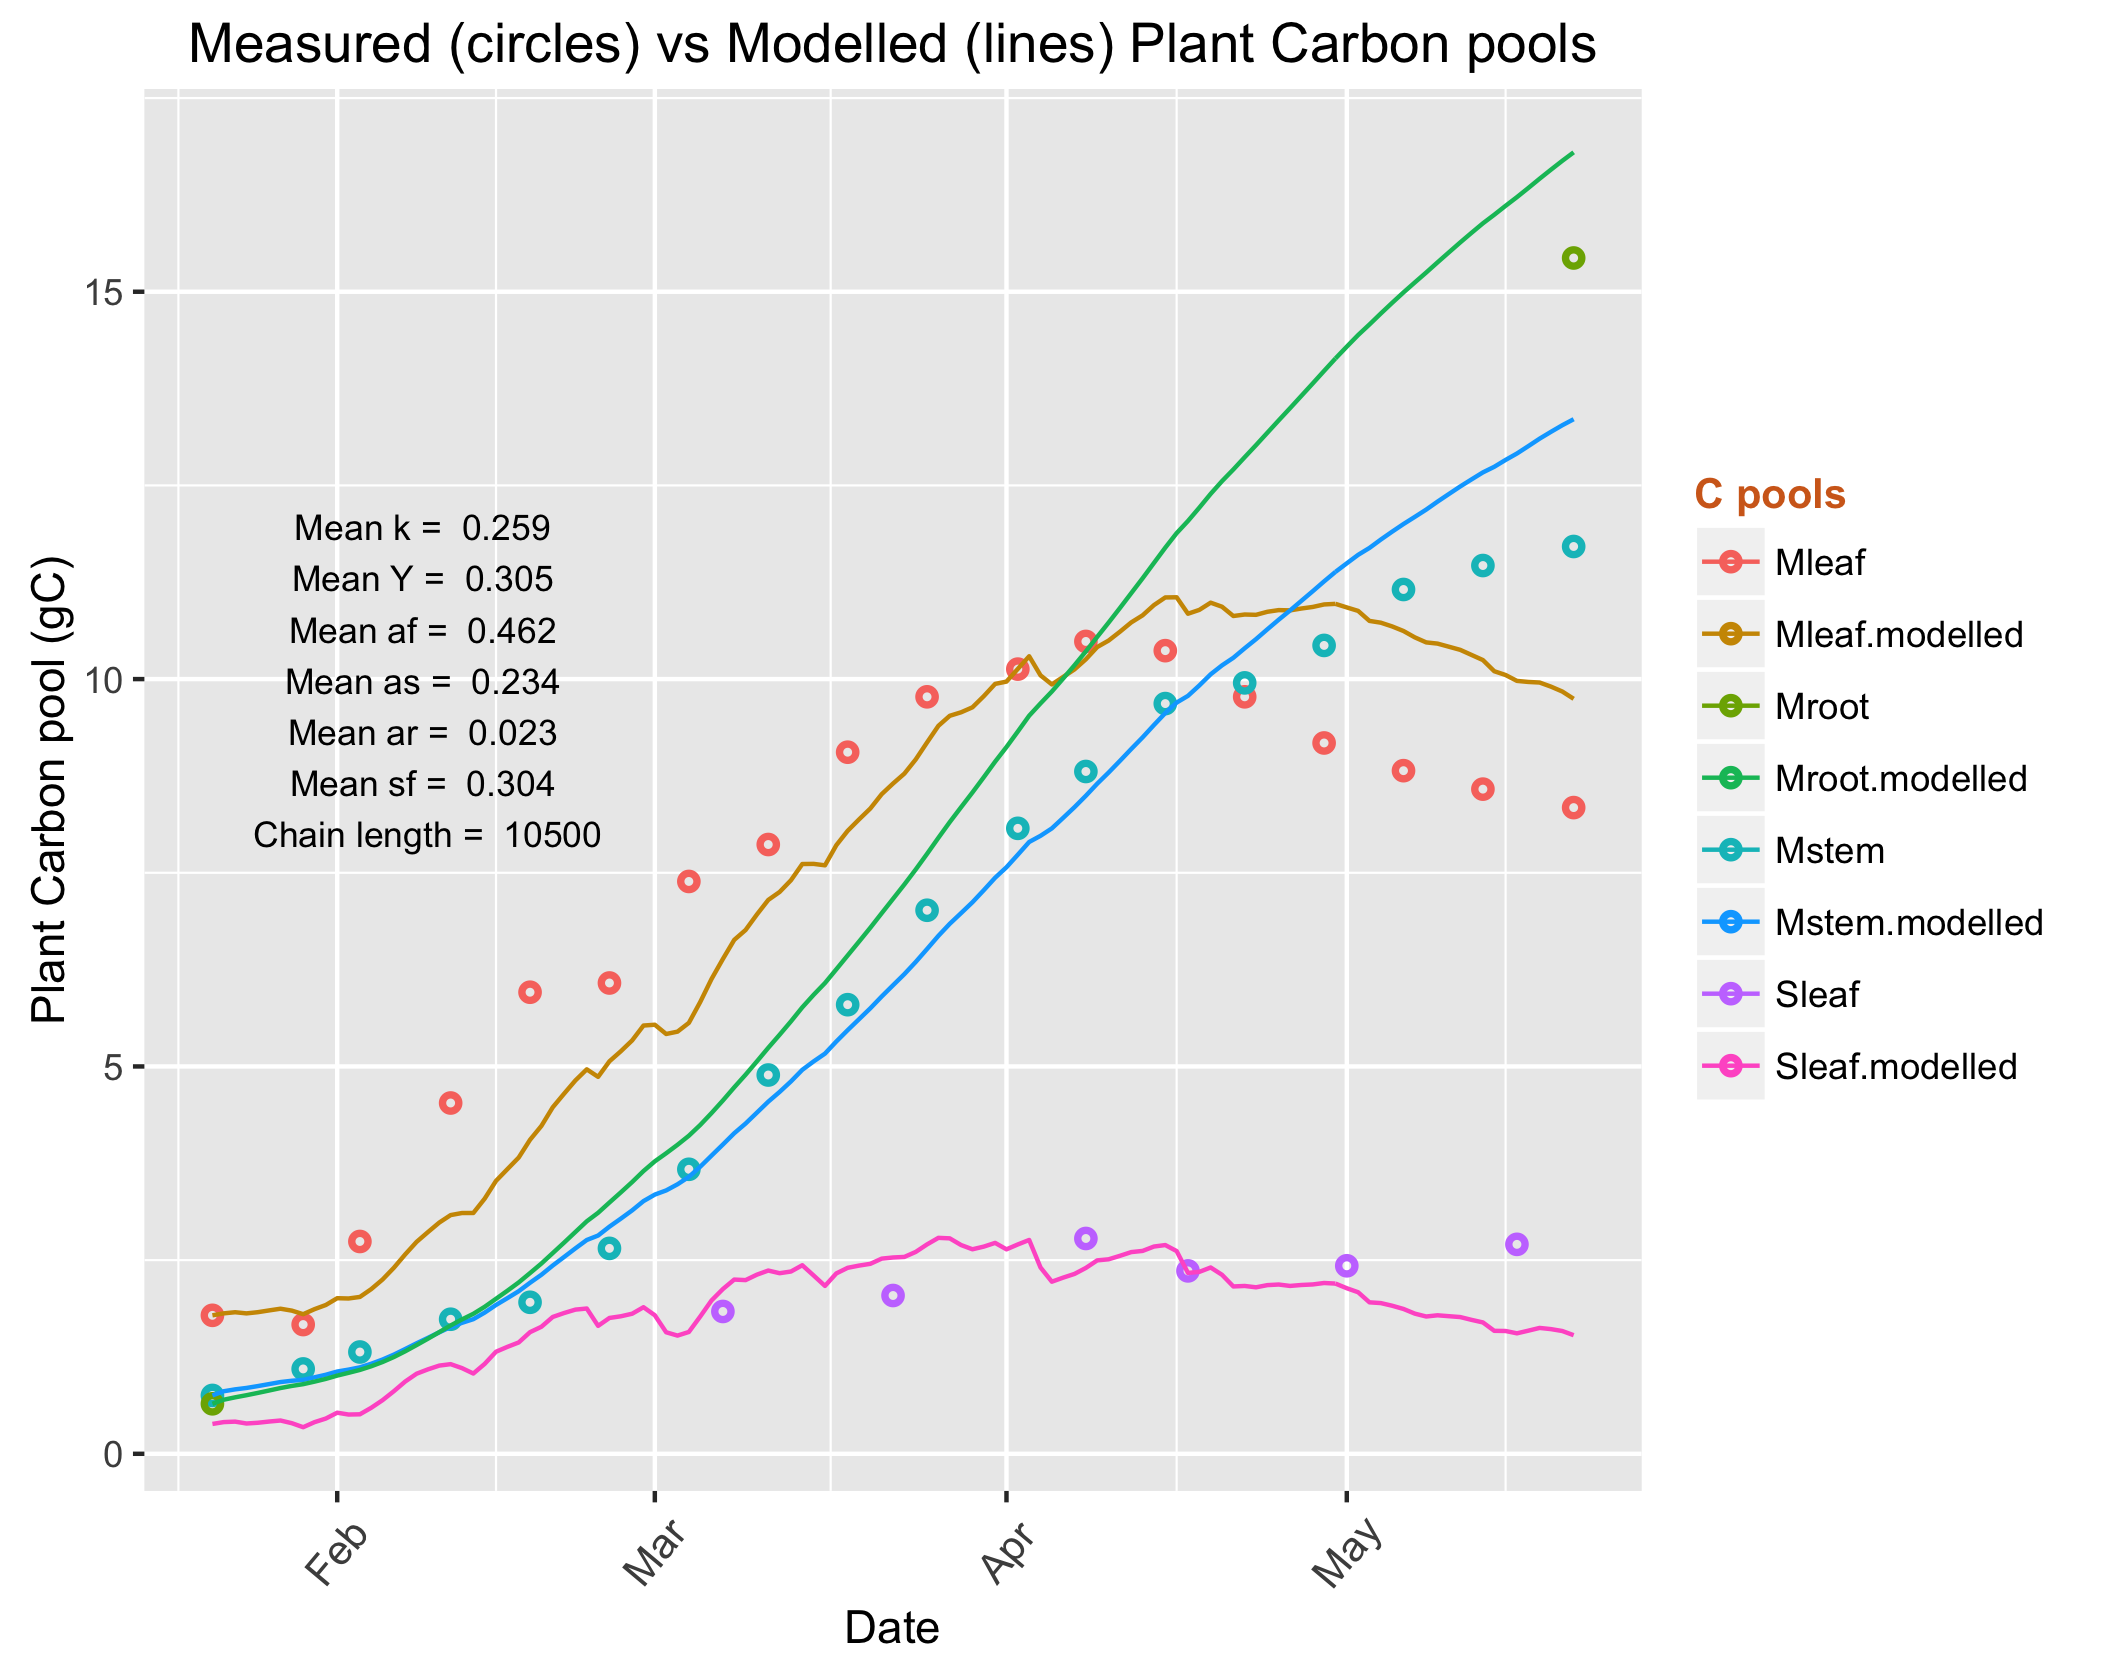 Measured (circles) vs Modelled (lines) Plant Carbon pools
Plant Carbon pool (gC)
15
10
5
0
Mean k = 0.259
Mean Y = 0.305
Mean af = 0.462
Mean as = 0.234
Mean ar = 0.023
Mean sf = 0.304
Chain length = 10500
Feb
Mar
Apr
May
Date
C pools
Mleaf
Mleaf.modelled
Mroot
Mroot.modelled
Mstem
Mstem.modelled
Sleaf
Sleaf.modelled